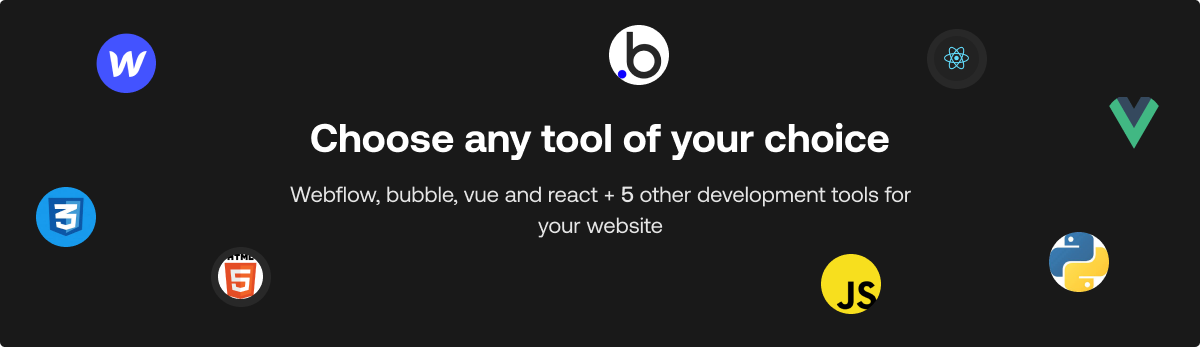 Choose any tool of your choice
Webflow, bubble, vue and react + 5 other development tools for
your website
HTML
5
3
JS
W
.b